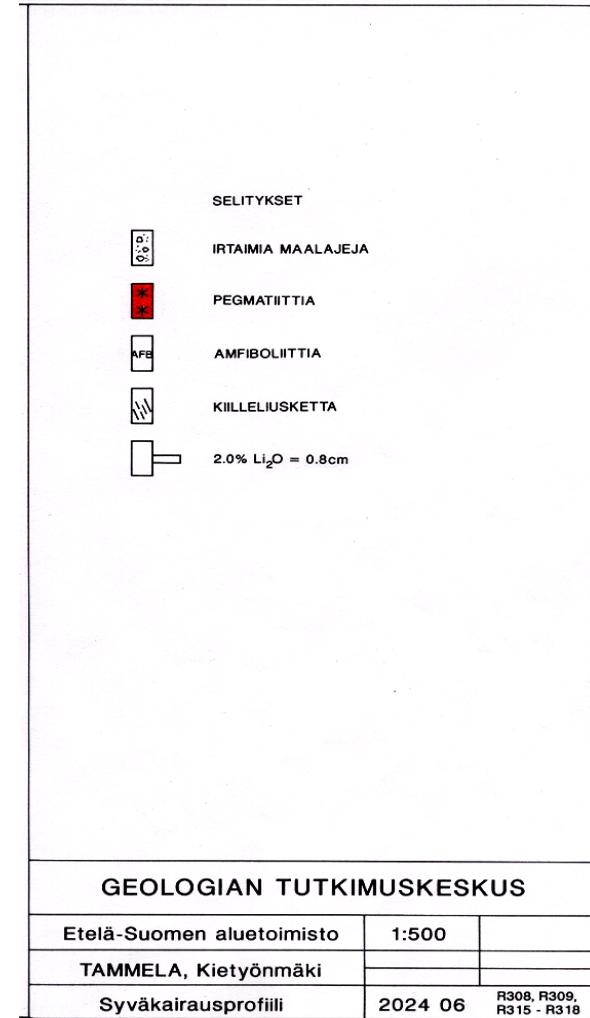 SELITYKSET
IRTAIMIA MAALAJEJA
PEGMATIITTIA
AFB AMFIBOLIITTIA
KIILLELIUSKETTA
2.0% Li₂O = 0.8cm
GEOLOGIAN TUTKIMUSKESKUS
Etelä-Suomen aluetoimisto 1:500
TAMMELA, Kietyönmäki
Syväkairausprofiili 2024 06 R308, R309,
R315 - R318